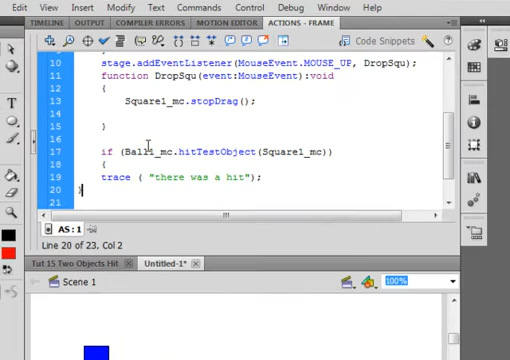 Edit View Insert Modify Text Commands Control Debug Window Help
TIMELINE OUTPUT COMPILER ERRORS MOTION EDITOR ACTIONS - FRAME
Code Snippets
10 stage.addEventListener(MouseEvent.MOUSE_UP, DropSqu);
11 function DropSqu(event:MouseEvent):void
12 {
13 Square1_mc.stopDrag();
14
15 }
16
17 if (Ball1_mc.hitTestObject(Square1_mc))
18 {
19 trace ( "there was a hit");
20 }
21
AS : 1
Line 20 of 23, Col 2
Tut 15 Two Objects Hit Untitled-1*
Scene 1 100%